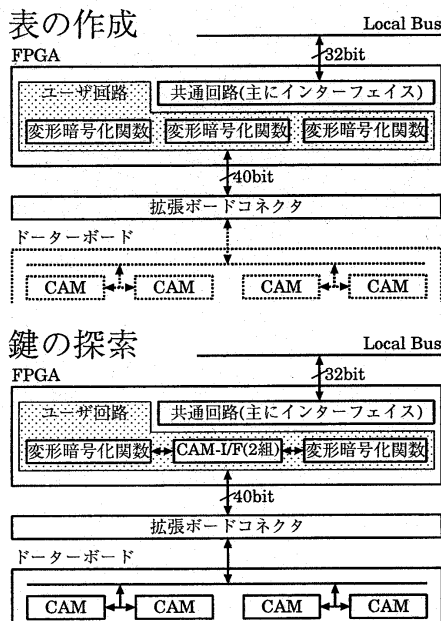 表の作成
Local Bus
FPGA
32bit
ユーザ回路
共通回路(主にインターフェイス)
変形暗号化関数
変形暗号化関数
変形暗号化関数
40bit
拡張ボードコネクタ
ドーターボード
CAM
CAM
CAM
CAM
鍵の探索
Local Bus
FPGA
32bit
ユーザ回路
共通回路(主にインターフェイス)
変形暗号化関数
CAM-I/F(2組)
変形暗号化関数
40bit
拡張ボードコネクタ
ドーターボード
CAM
CAM
CAM
CAM